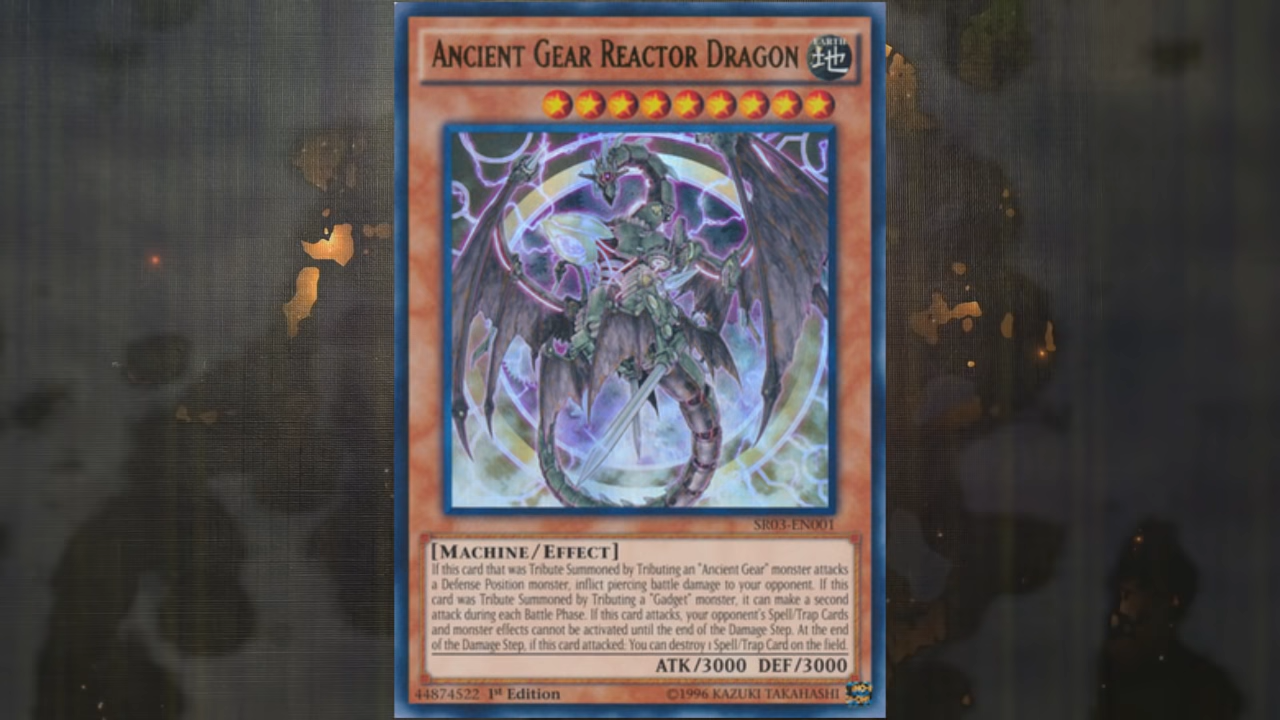 ANCIENT GEAR REACTOR DRAGON
EARTH
地
SR03-EN001
[MACHINE/EFFECT]
If this card that was Tribute Summoned by Tributing an "Ancient Gear" monster attacks
a Defense Position monster, inflict piercing battle damage to your opponent. If this
card was Tribute Summoned by Tributing a "Gadget" monster, it can make a second
attack during each Battle Phase. If this card attacks, your opponent's Spell/Trap Cards
and monster effects cannot be activated until the end of the Damage Step. At the end
of the Damage Step, if this card attacked: You can destroy 1 Spell/Trap Card on the field.
ATK/3000 DEF/3000
44874522 1st Edition ©1996 KAZUKI TAKAHASHI